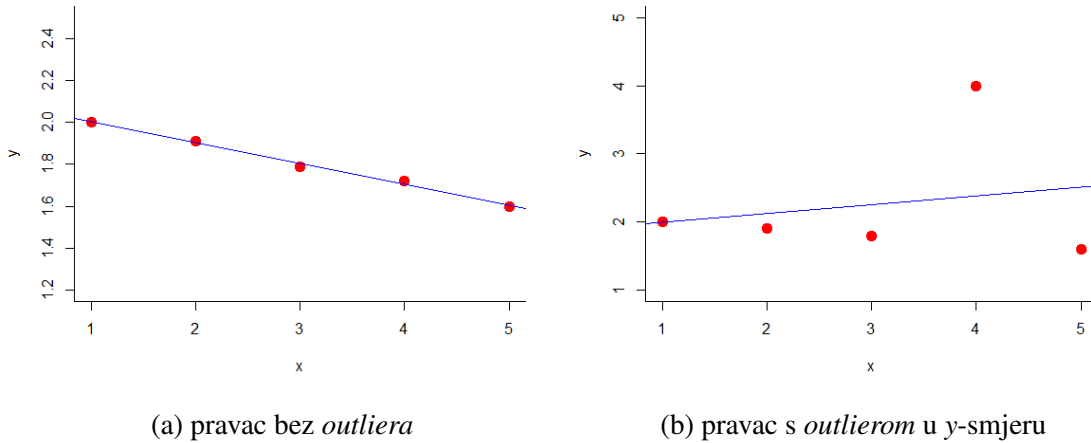 2.4
2.2
2.0
1.8
1.6
1.4
1.2
y
1 2 3 4 5
x
(a) pravac bez outliera
5
4
3
2
1
y
1 2 3 4 5
x
(b) pravac s outlierom u y-smjeru